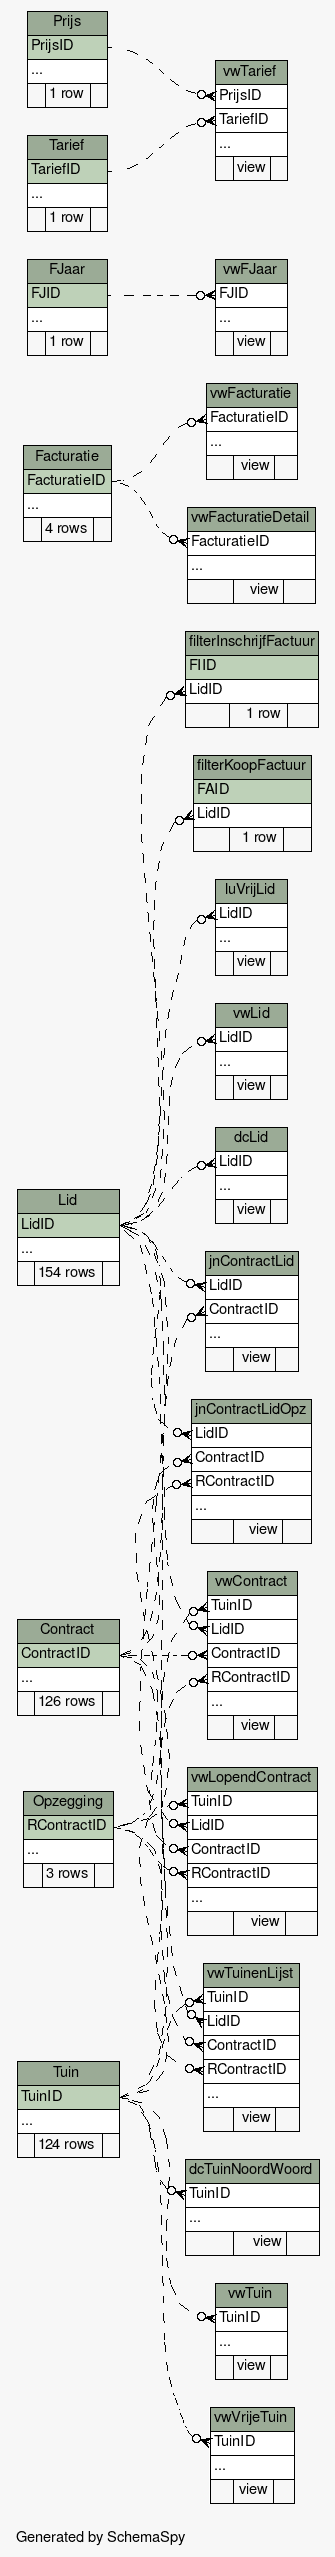 Prijs
PrijsID
...
1 row
vwTarief
PrijsID
TariefID
...
view
Tarief
TariefID
...
1 row
FJaar
FJID
...
1 row
vwFJaar
FJID
...
view
vwFacturatie
FacturatieID
...
view
Facturatie
FacturatieID
...
4 rows
vwFacturatieDetail
FacturatieID
...
view
filterInschrijfFactuur
FIID
LidID
1 row
filterKoopFactuur
FAID
LidID
1 row
luVrijLid
LidID
...
view
vwLid
LidID
...
view
dcLid
LidID
...
view
Lid
LidID
...
154 rows
jnContractLid
LidID
ContractID
...
view
jnContractLidOpz
LidID
ContractID
RContractID
...
view
vwContract
TuinID
LidID
ContractID
RContractID
...
view
Contract
ContractID
...
126 rows
vwLopendContract
TuinID
LidID
ContractID
RContractID
...
view
Opzegging
RContractID
...
3 rows
vwTuinenLijst
TuinID
LidID
ContractID
RContractID
...
view
Tuin
TuinID
...
124 rows
dcTuinNoordWoord
TuinID
...
view
vwTuin
TuinID
...
view
vwVrijeTuin
TuinID
...
view
Generated by SchemaSpy